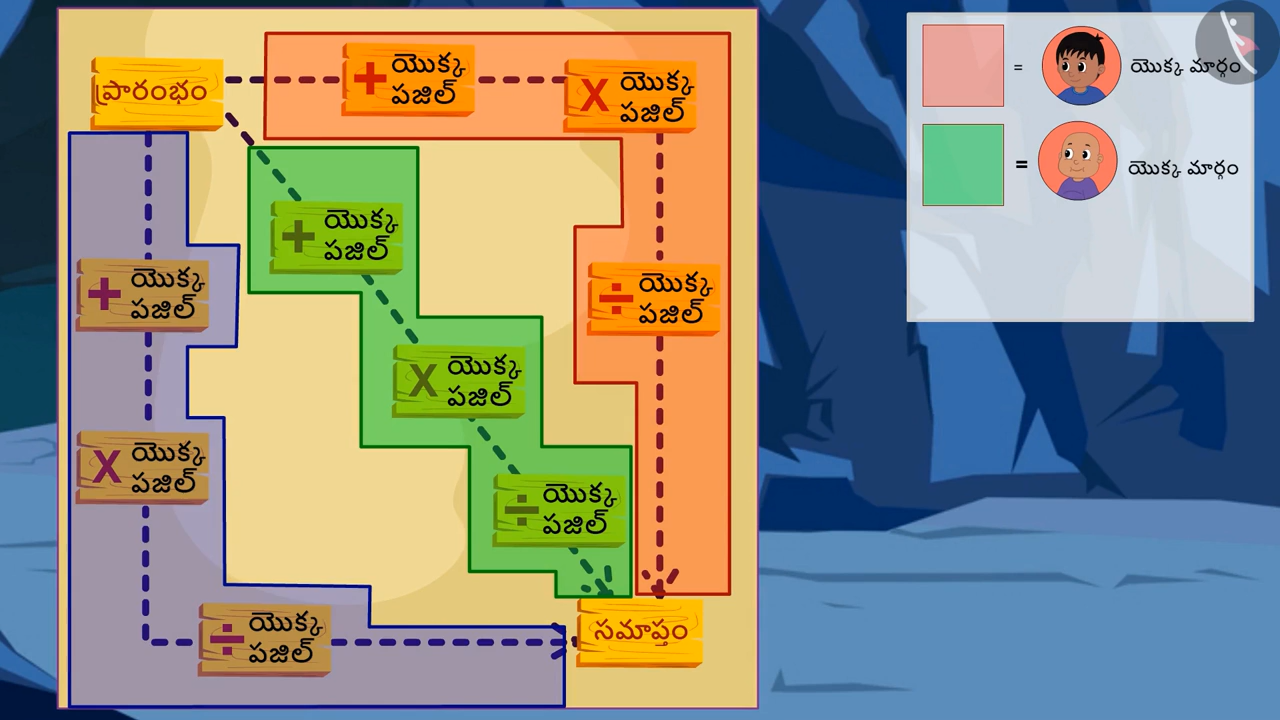 ప్రారంభం
+ యొక్క
పజిల్
X యొక్క
పజిల్
+ యొక్క
పజిల్
+ యొక్క
పజిల్
÷ యొక్క
పజిల్
X యొక్క
పజిల్
X యొక్క
పజిల్
÷ యొక్క
పజిల్
÷ యొక్క
పజిల్
సమాప్తం
= యొక్క మార్గం
= యొక్క మార్గం